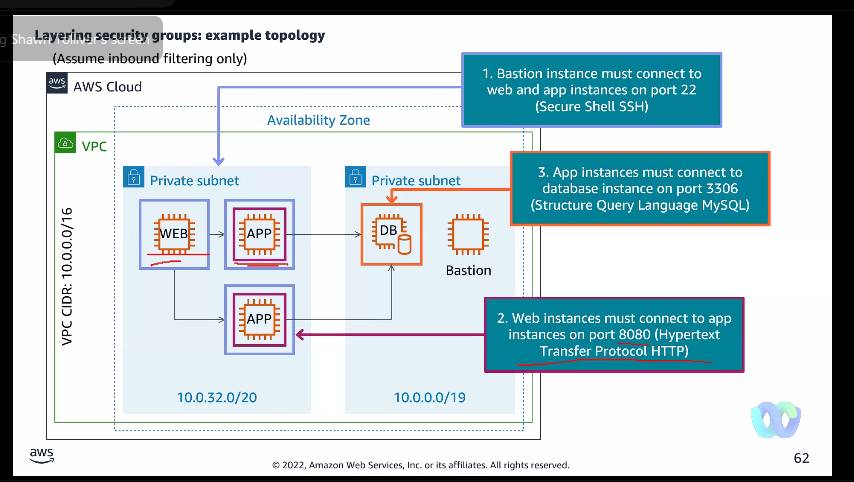 Layering security groups: example topology
g Shawn Tolliver's screen
(Assume inbound filtering only)
aws
AWS Cloud
1. Bastion instance must connect to
web and app instances on port 22
(Secure Shell SSH)
Availability Zone
VPC
Private subnet
Private subnet
3. App instances must connect to
database instance on port 3306
(Structure Query Language MySQL)
VPC CIDR: 10.0.0.0/16
WEB
APP
DB
Bastion
APP
2. Web instances must connect to app
instances on port 8080 (Hypertext
Transfer Protocol HTTP)
10.0.32.0/20
10.0.0.0/19
aws
© 2022, Amazon Web Services, Inc. or its affiliates. All rights reserved.
62